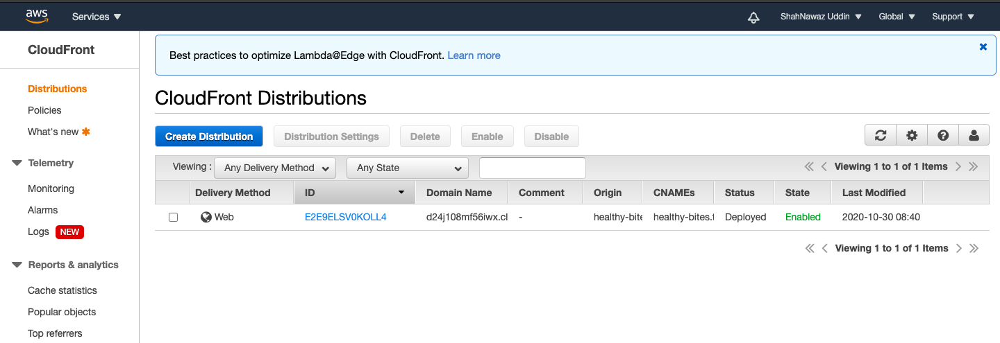 aws Services ShahNawaz Uddin Global Support
CloudFront
Best practices to optimize Lambda@Edge with CloudFront. Learn more
CloudFront Distributions
Distributions
Policies
What's new
Telemetry
Monitoring
Alarms
Logs NEW
Reports & analytics
Cache statistics
Popular objects
Top referrers
Create Distribution Distribution Settings Delete Enable Disable
Viewing : Any Delivery Method Any State Viewing 1 to 1 of 1 Items
Delivery Method ID Domain Name Comment Origin CNAMEs Status State Last Modified
Web E2E9ELSV0KOLL4 d24j108mf56iwx.cl - healthy-bite healthy-bites.t Deployed Enabled 2020-10-30 08:40
Viewing 1 to 1 of 1 Items